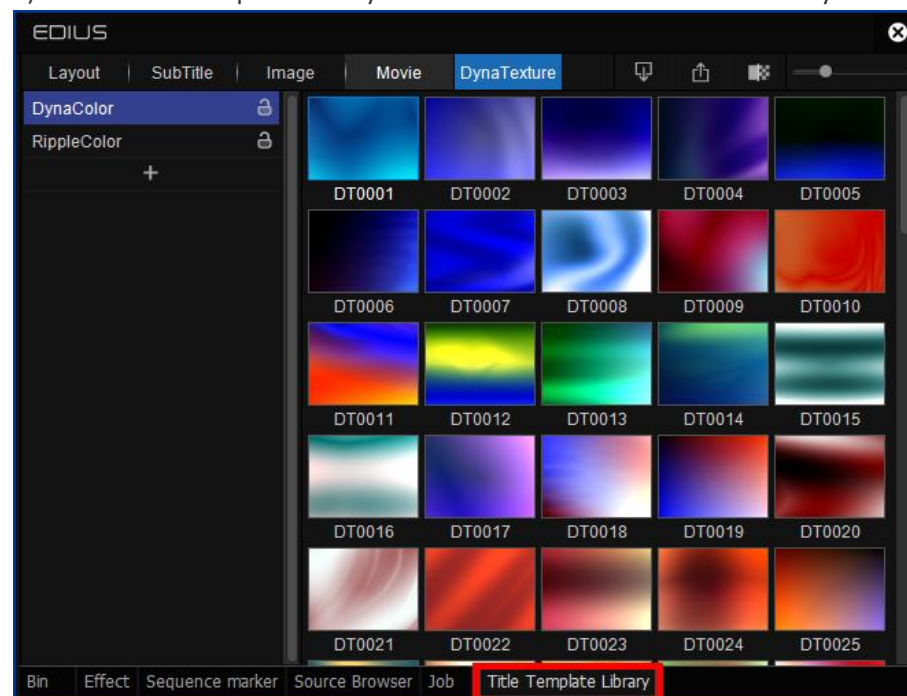 EDIUS
Layout SubTitle Image Movie DynaTexture
DynaColor
RippleColor
+
DT0001 DT0002 DT0003 DT0004 DT0005
DT0006 DT0007 DT0008 DT0009 DT0010
DT0011 DT0012 DT0013 DT0014 DT0015
DT0016 DT0017 DT0018 DT0019 DT0020
DT0021 DT0022 DT0023 DT0024 DT0025
Bin Effect Sequence marker Source Browser Job Title Template Library